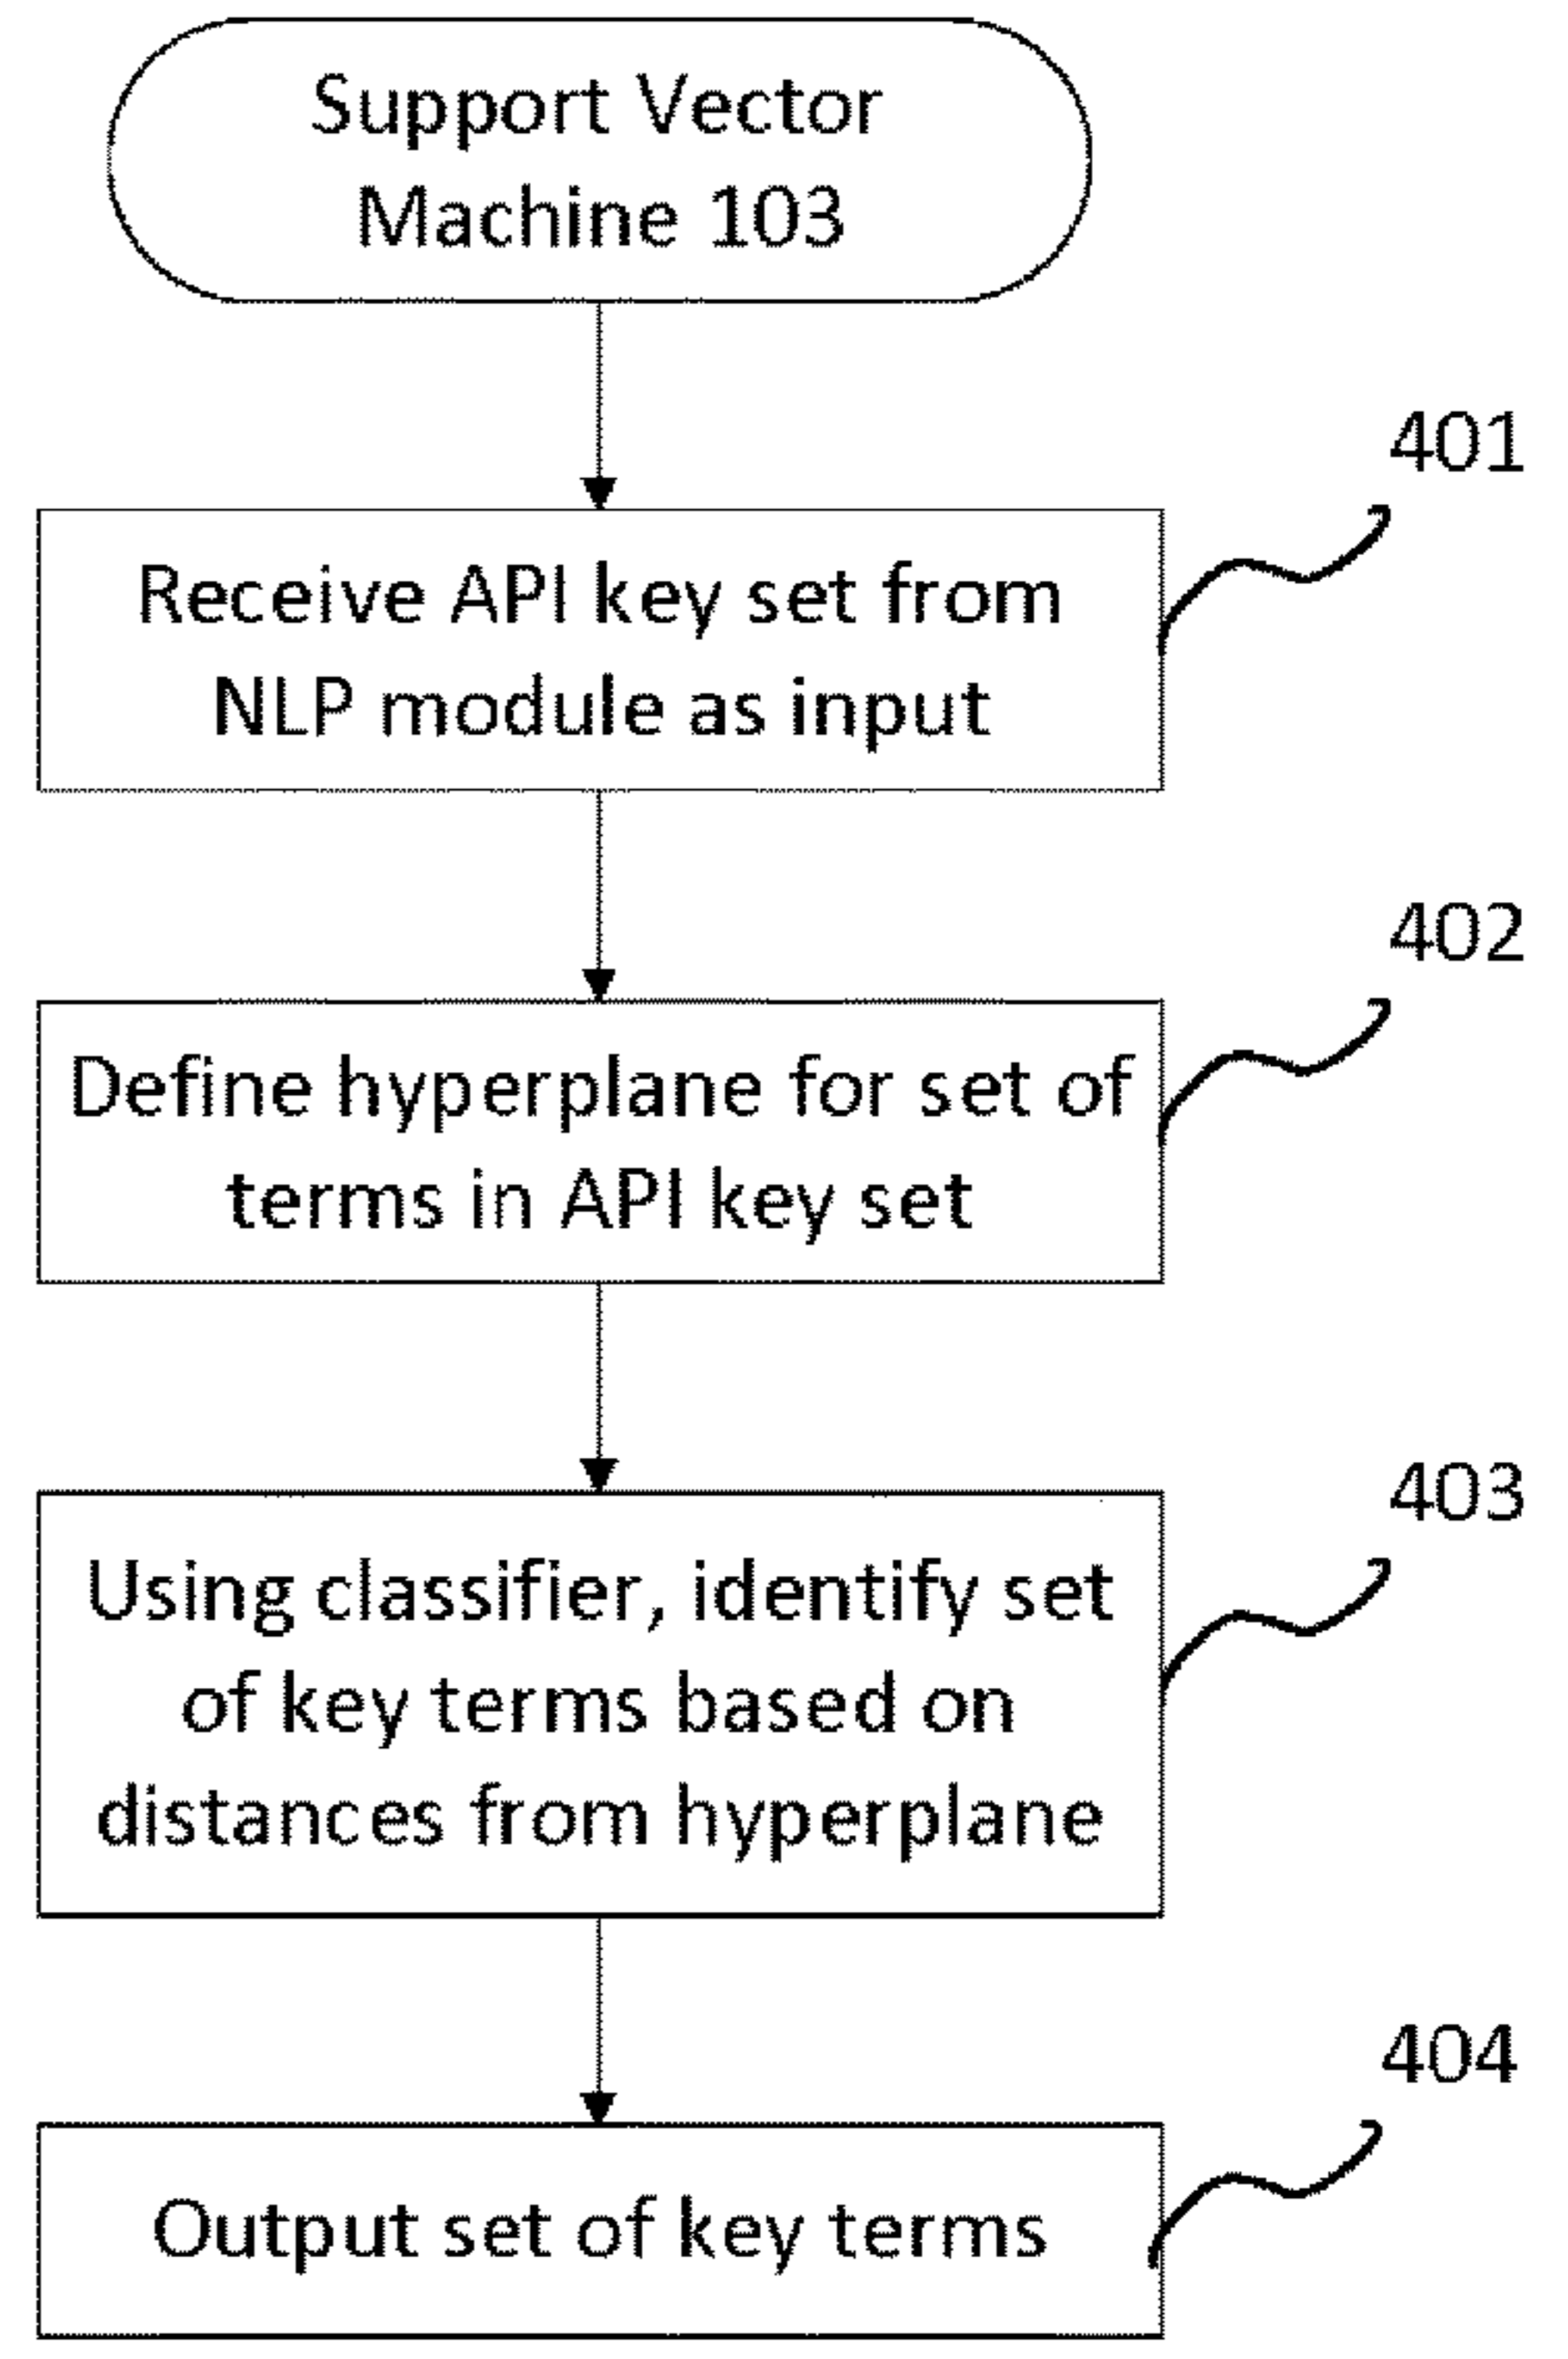 Support Vector
Machine 103
401
Receive API key set from
NLP module as input
402
Define hyperplane for set of
terms in API key set
403
Using classifier, identify set
of key terms based on
distances from hyperplane
404
Output set of key terms